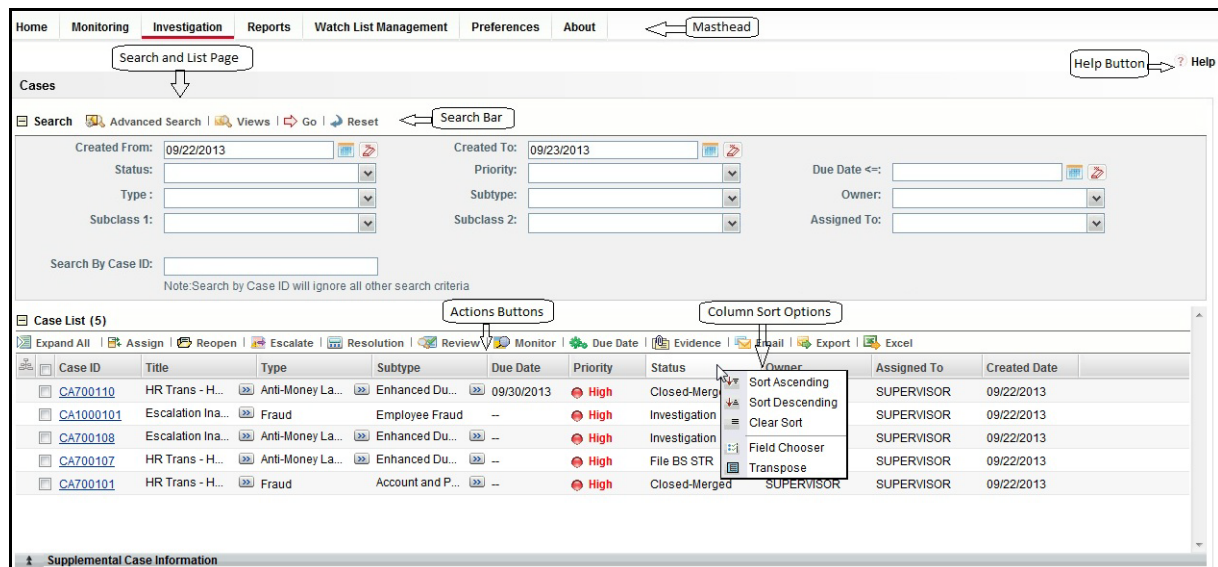 Home Monitoring Investigation Reports Watch List Management Preferences About Masthead
Search and List Page
Help Button ? Help
Cases
Search Advanced Search | Views | Go | Reset Search Bar
Created From: 09/22/2013 Created To: 09/23/2013
Status: Priority: Due Date <=:
Type : Subtype: Owner:
Subclass 1: Subclass 2: Assigned To:
Search By Case ID:
Note:Search by Case ID will ignore all other search criteria
Actions Buttons Column Sort Options
Case List (5)
Expand All | Assign | Reopen | Escalate | Resolution | Review | Monitor | Due Date | Evidence | Email | Export | Excel
Case ID Title Type Subtype Due Date Priority Status Owner Assigned To Created Date
CA700110 HR Trans - H... Anti-Money La... Enhanced Du... 09/30/2013 High Closed-Merg SUPERVISOR 09/22/2013
CA1000101 Escalation Ina... Fraud Employee Fraud -- High Investigation SUPERVISOR 09/22/2013
CA700108 Escalation Ina... Anti-Money La... Enhanced Du... -- High Investigation SUPERVISOR 09/22/2013
CA700107 HR Trans - H... Anti-Money La... Enhanced Du... -- High File BS STR SUPERVISOR 09/22/2013
CA700101 HR Trans - H... Fraud Account and P... -- High Closed-Merged SUPERVISOR SUPERVISOR 09/22/2013
Sort Ascending
Sort Descending
Clear Sort
Field Chooser
Transpose
Supplemental Case Information